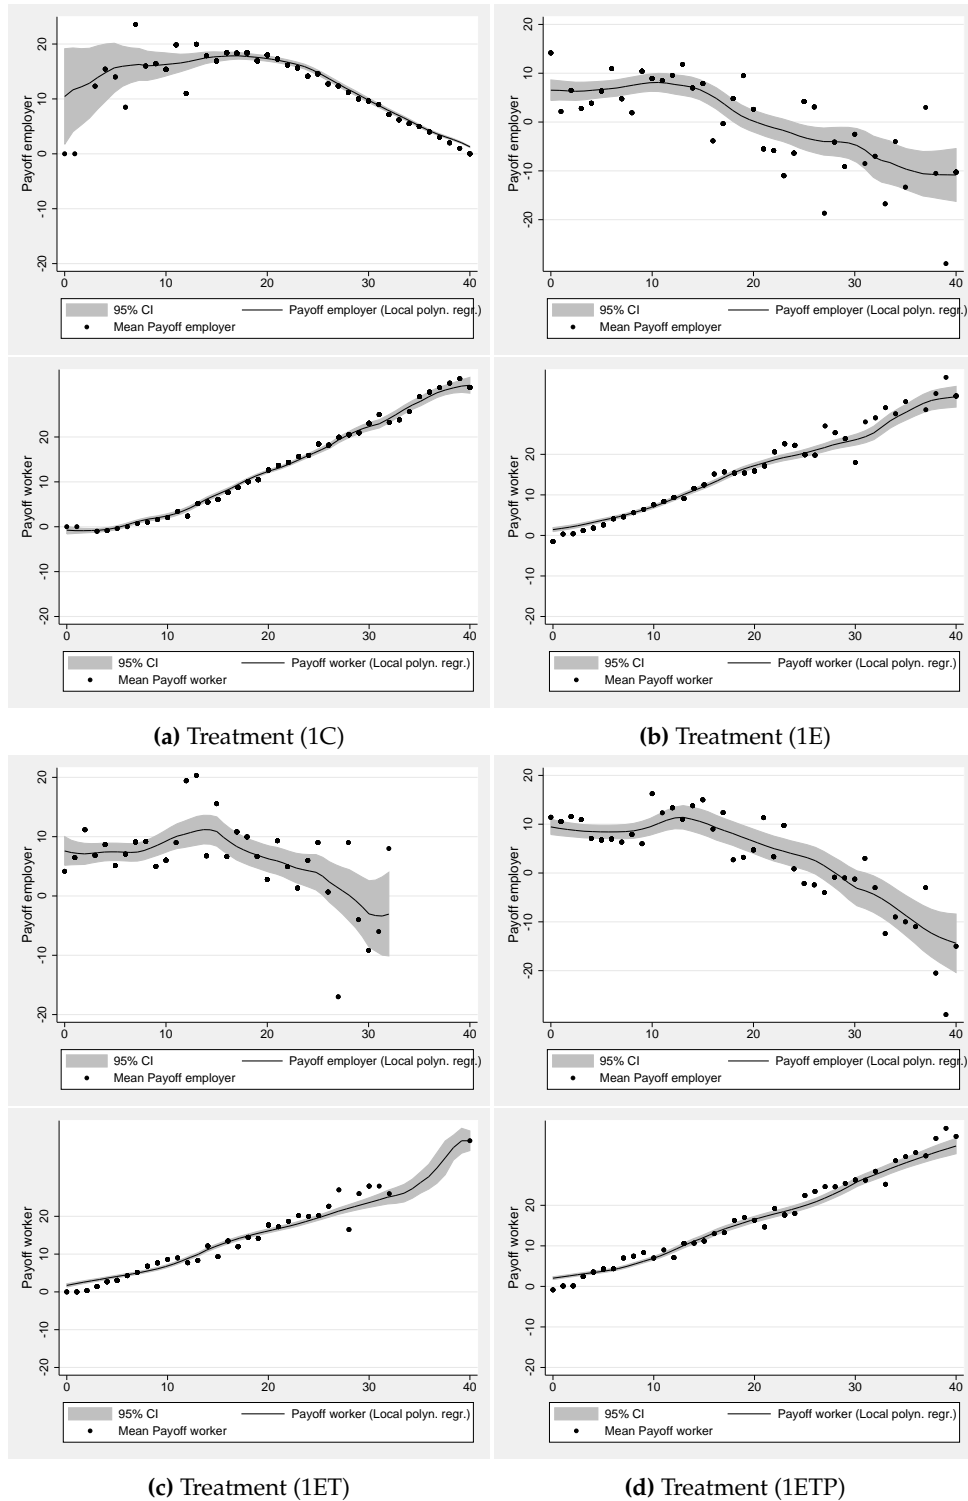 20
10
0
-10
-20
Payoff employer
0 10 20 30 40
95% CI Payoff employer (Local polyn. regr.)
Mean Payoff employer
20
10
0
-10
-20
Payoff employer
0 10 20 30 40
95% CI Payoff employer (Local polyn. regr.)
Mean Payoff employer
20
10
0
-10
-20
Payoff worker
0 10 20 30 40
95% CI Payoff worker (Local polyn. regr.)
Mean Payoff worker
20
10
0
-10
-20
Payoff worker
0 10 20 30 40
95% CI Payoff worker (Local polyn. regr.)
Mean Payoff worker
(a) Treatment (1C)
(b) Treatment (1E)
20
10
0
-10
-20
Payoff employer
0 10 20 30 40
95% CI Payoff employer (Local polyn. regr.)
Mean Payoff employer
20
10
0
-10
-20
Payoff employer
0 10 20 30 40
95% CI Payoff employer (Local polyn. regr.)
Mean Payoff employer
20
10
0
-10
-20
Payoff worker
0 10 20 30 40
95% CI Payoff worker (Local polyn. regr.)
Mean Payoff worker
20
10
0
-10
-20
Payoff worker
0 10 20 30 40
95% CI Payoff worker (Local polyn. regr.)
Mean Payoff worker
(c) Treatment (1ET)
(d) Treatment (1ETP)